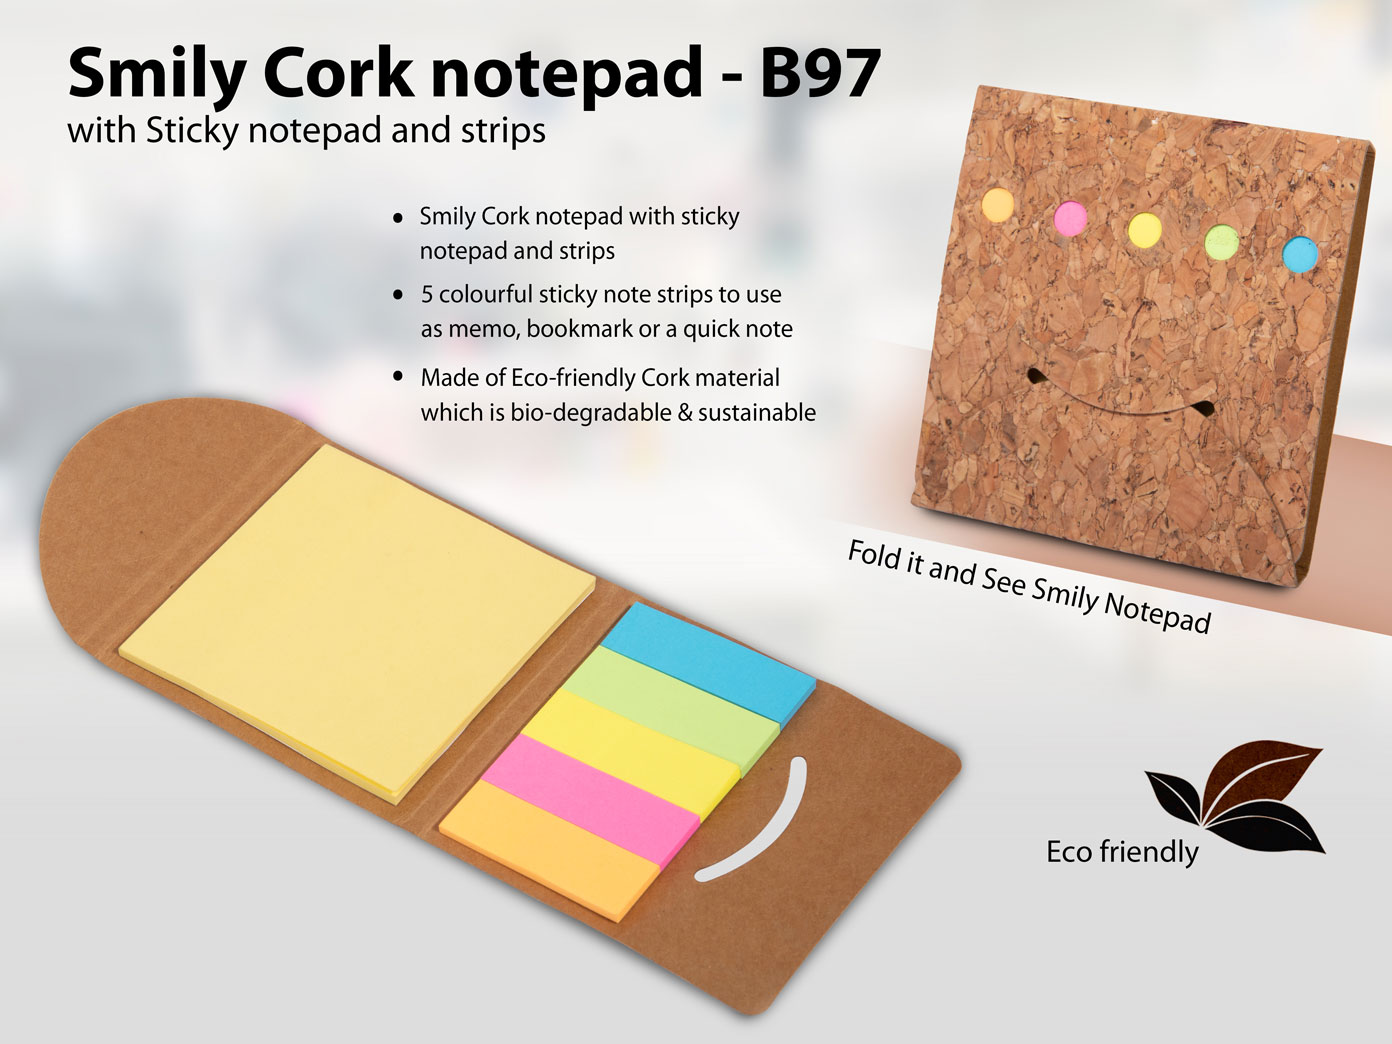 Smily Cork notepad - B97
with Sticky notepad and strips
• Smily Cork notepad with sticky
notepad and strips
• 5 colourful sticky note strips to use
as memo, bookmark or a quick note
• Made of Eco-friendly Cork material
which is bio-degradable & sustainable
Fold it and See Smily Notepad
Eco friendly